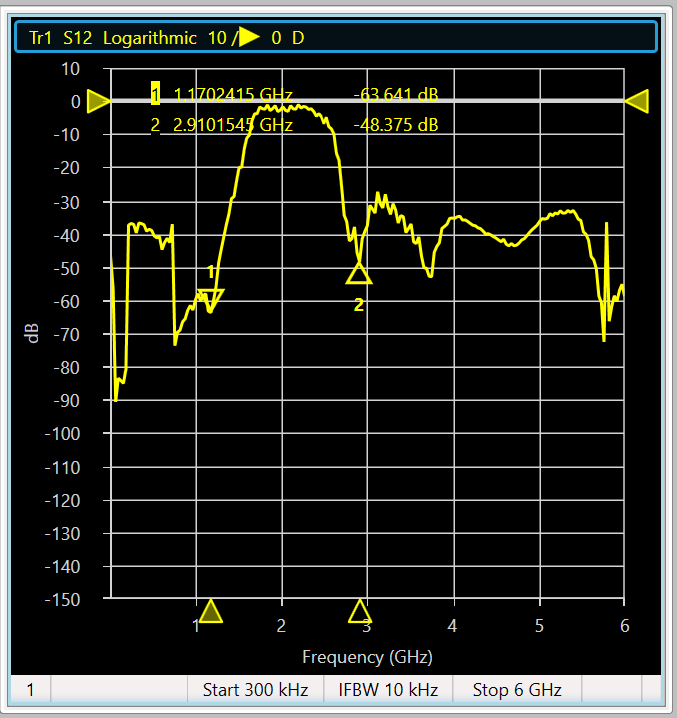 Tr1 S12 Logarithmic 10 / 0 D
10
1 1.1702415 GHz -63.641 dB
0
2 2.9101545 GHz -48.375 dB
-10
-20
-30
-40
-50
-60
-70
-80
-90
-100
-110
-120
-130
-140
-150
dB
1
2
1 2 3 4 5 6
Frequency (GHz)
1 Start 300 kHz IFBW 10 kHz Stop 6 GHz